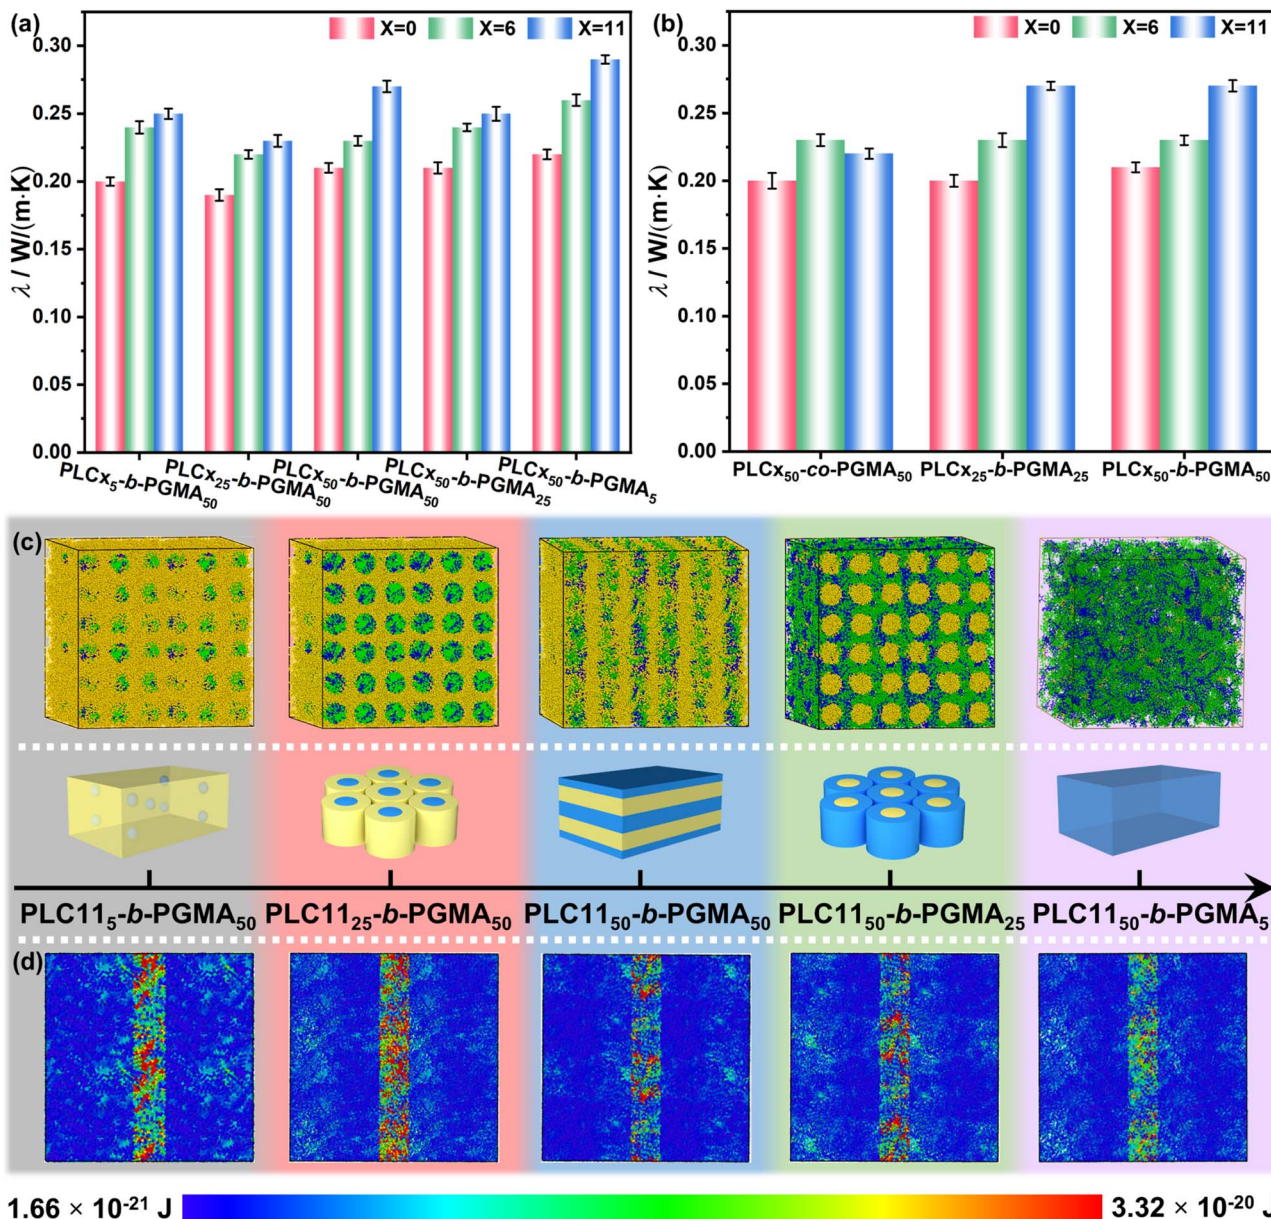 (a)
X=0 X=6 X=11
0.30
0.25
0.20
0.15
0.10
0.05
0.00
λ / W/(m·K)
PLCx₅-b-PGMA₅₀
PLCx₂₅-b-PGMA₅₀
PLCx₅₀-b-PGMA₅₀
PLCx₅₀-b-PGMA₂₅
PLCx₅₀-b-PGMA₅
(b)
X=0 X=6 X=11
0.30
0.25
0.20
0.15
0.10
0.05
0.00
λ / W/(m·K)
PLCx₅₀-co-PGMA₅₀ PLCx₂₅-b-PGMA₂₅ PLCx₅₀-b-PGMA₅₀
(c)
PLC11₅-b-PGMA₅₀ PLC11₂₅-b-PGMA₅₀ PLC11₅₀-b-PGMA₅₀ PLC11₅₀-b-PGMA₂₅ PLC11₅₀-b-PGMA₅
(d)
1.66 × 10⁻²¹ J 3.32 × 10⁻²⁰ J